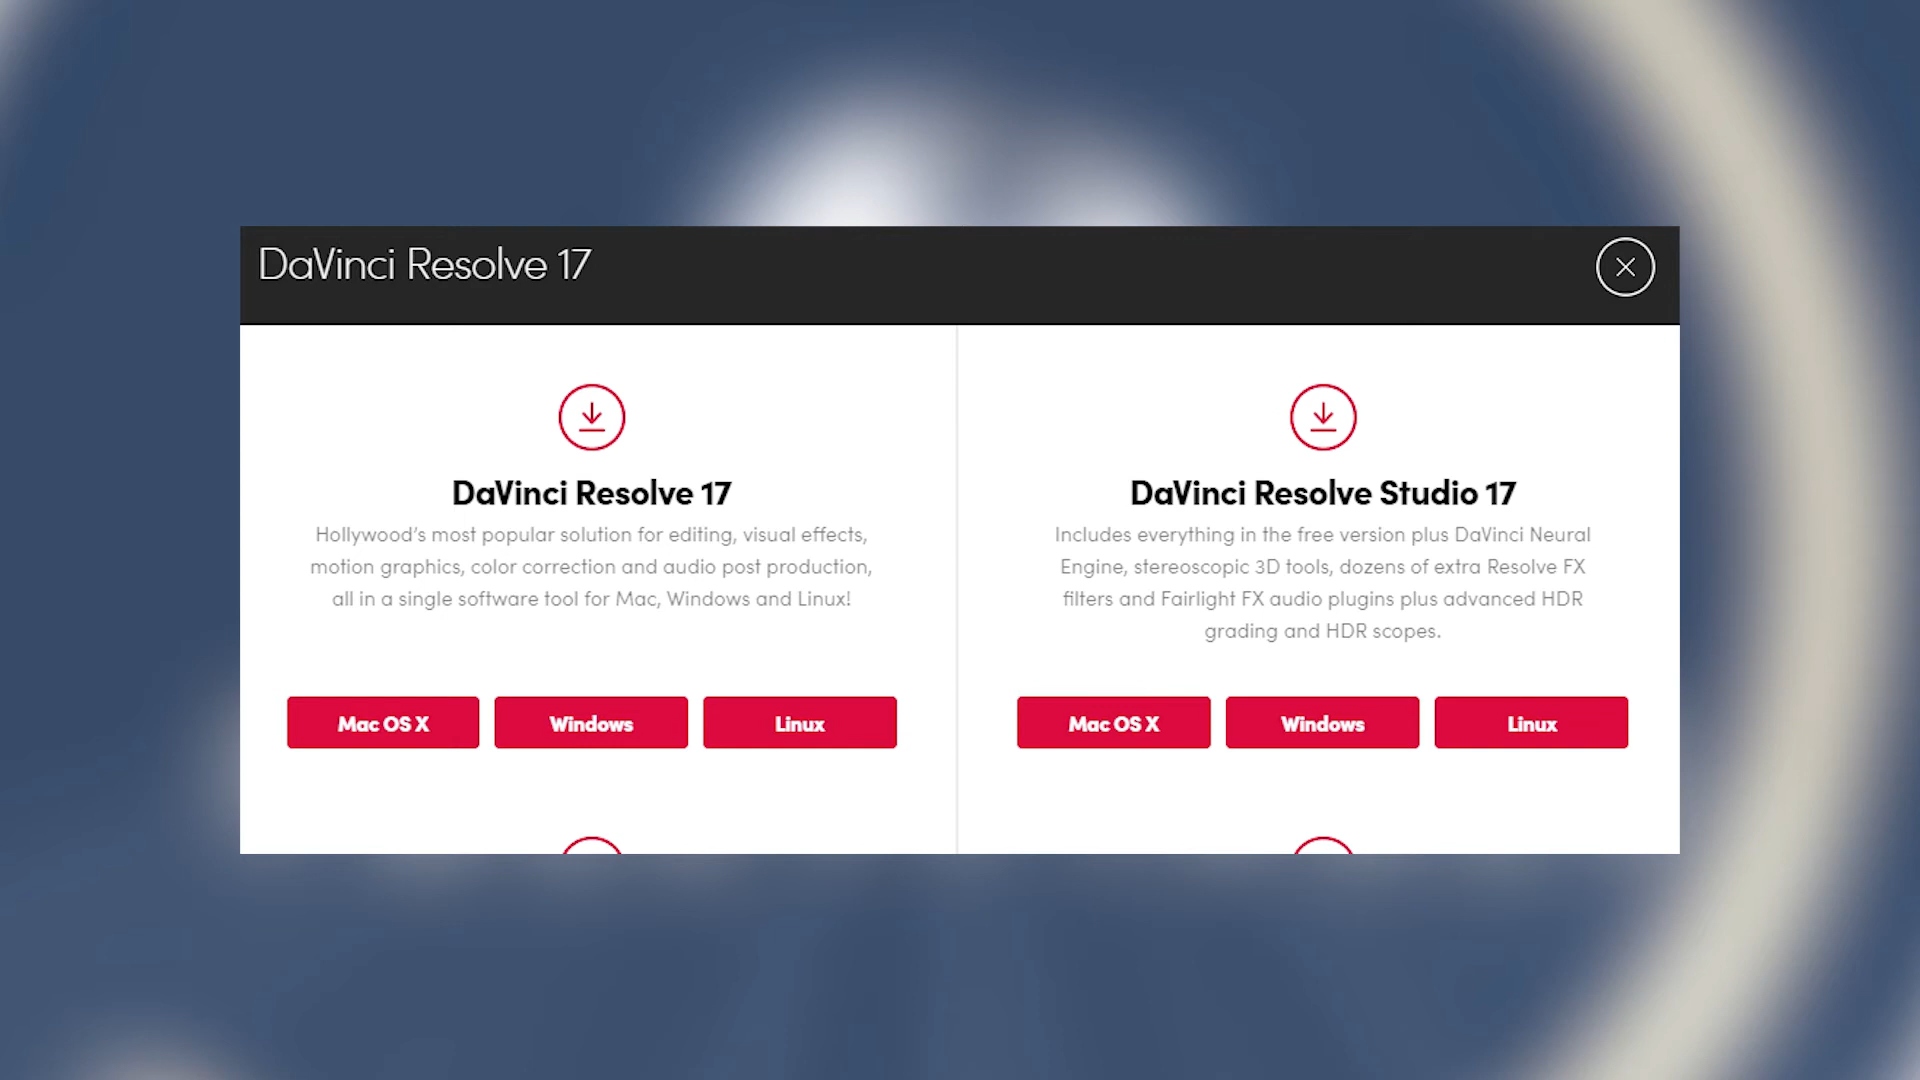 DaVinci Resolve 17
DaVinci Resolve 17
Hollywood's most popular solution for editing, visual effects,
motion graphics, color correction and audio post production,
all in a single software tool for Mac, Windows and Linux!
Mac OS X
Windows
Linux
DaVinci Resolve Studio 17
Includes everything in the free version plus DaVinci Neural
Engine, stereoscopic 3D tools, dozens of extra Resolve FX
filters and Fairlight FX audio plugins plus advanced HDR
grading and HDR scopes.
Mac OS X
Windows
Linux